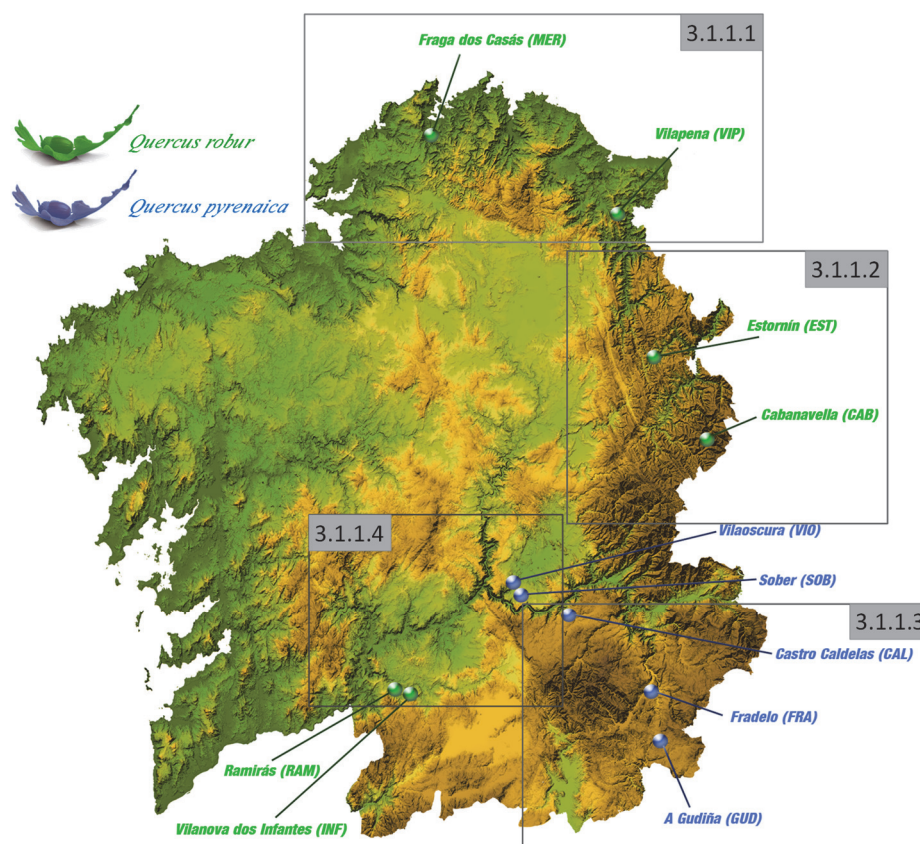 3.1.1.1
Fraga dos Casás (MER)
Vilapena (VIP)
Quercus robur
Quercus pyrenaica
3.1.1.2
Estornín (EST)
Cabanavella (CAB)
3.1.1.4
Vilaoscura (VIO)
Sober (SOB)
3.1.1.3
Castro Caldelas (CAL)
Fradelo (FRA)
Ramirás (RAM)
Vilanova dos Infantes (INF)
A Gudiña (GUD)